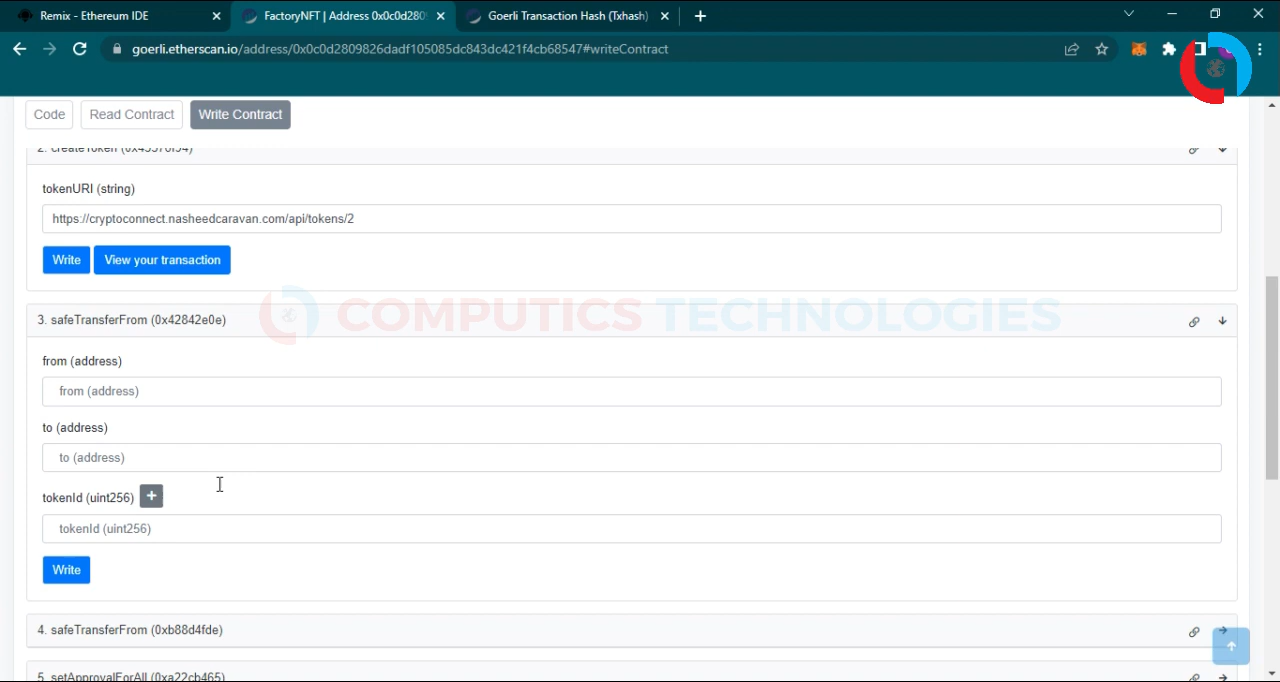 Remix - Ethereum IDE
FactoryNFT | Address 0x0c0d280
Goerli Transaction Hash (Txhash)
goerli.etherscan.io/address/0x0c0d2809826dadf105085dc843dc421f4cb68547#writeContract
Code
Read Contract
Write Contract
2. createToken (0x45576f94)
tokenURI (string)
https://cryptoconnect.nasheedcaravan.com/api/tokens/2
Write
View your transaction
COMPUTICS TECHNOLOGIES
3. safeTransferFrom (0x42842e0e)
from (address)
from (address)
to (address)
to (address)
tokenId (uint256)
tokenId (uint256)
Write
4. safeTransferFrom (0xb88d4fde)
5. setApprovalForAll (0xa22cb465)